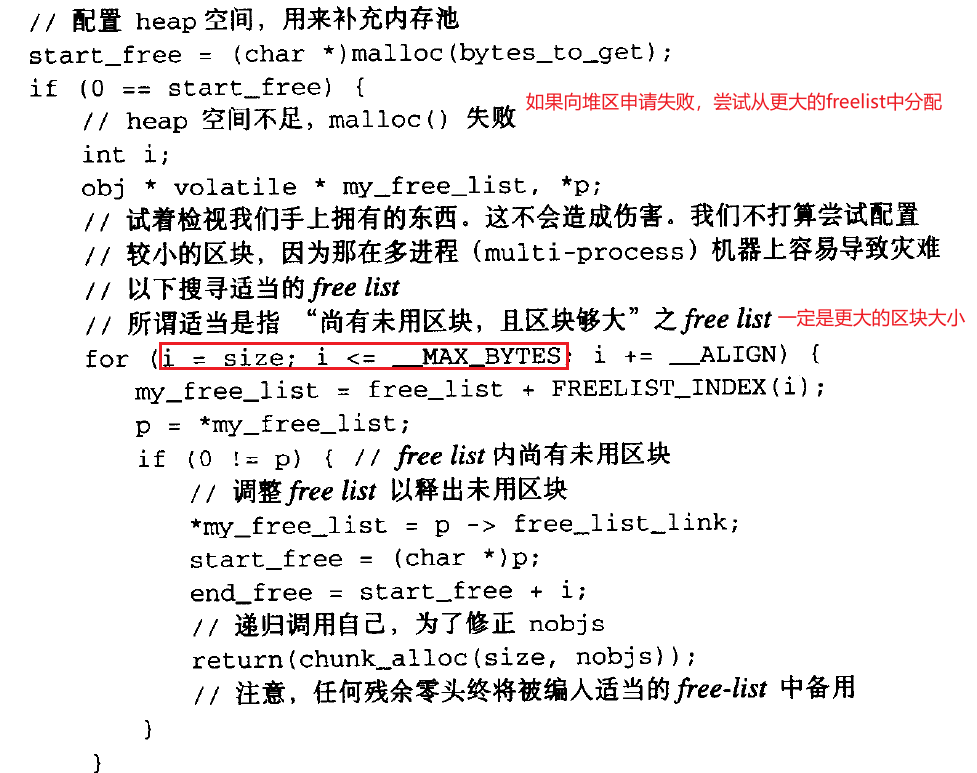 // 配置 heap 空间，用来补充内存池
start_free = (char *)malloc(bytes_to_get);
if (0 == start_free) {
如果向堆区申请失败，尝试从更大的freelist中分配
// heap 空间不足，malloc() 失败
int i;
obj * volatile * my_free_list, *p;
// 试着检视我们手上拥有的东西。这不会造成伤害。我们不打算尝试配置
// 较小的区块，因为那在多进程（multi-process）机器上容易导致灾难
// 以下搜寻适当的 free list
// 所谓适当是指 “尚有未用区块，且区块够大”之 free list 一定是更大的区块大小
for (i = size; i <= __MAX_BYTES; i += __ALIGN) {
my_free_list = free_list + FREELIST_INDEX(i);
p = *my_free_list;
if (0 != p) { // free list 内尚有未用区块
// 调整 free list 以释出未用区块
*my_free_list = p -> free_list_link;
start_free = (char *)p;
end_free = start_free + i;
// 递归调用自己，为了修正 nobjs
return(chunk_alloc(size, nobjs));
// 注意，任何残余零头终将被编人适当的 free-list 中备用
}
}